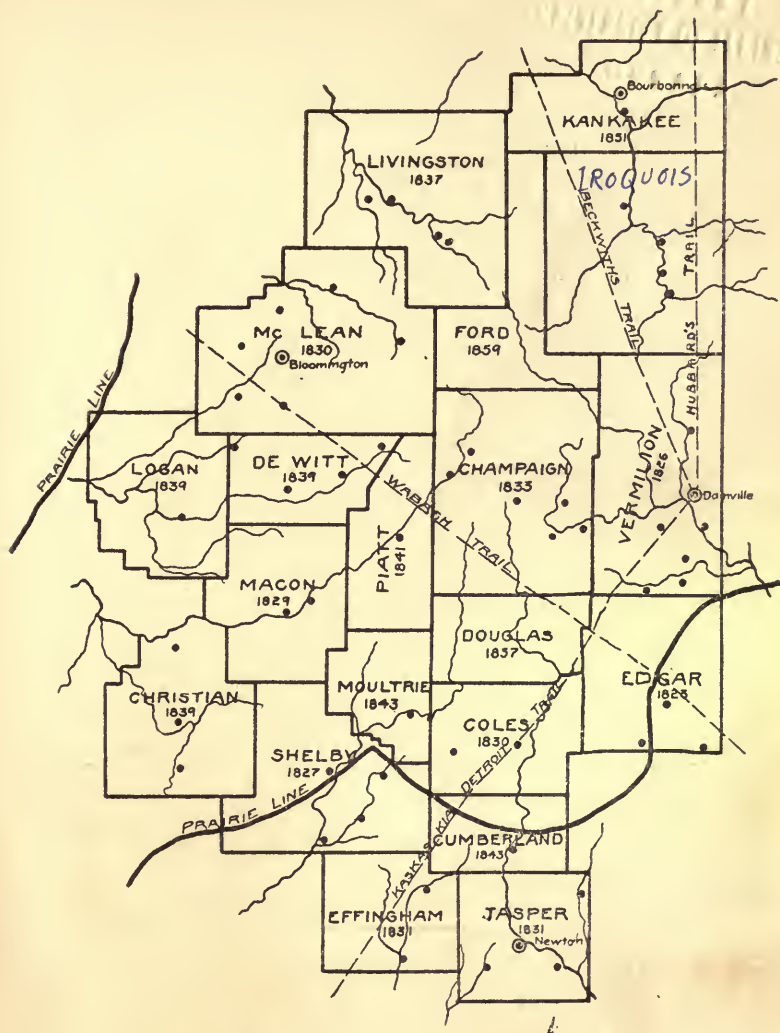 Bourbonnais
KANKAKEE
1851
LIVINGSTON
1837
IROQUOIS
BECKWITHS TRAIL
HUBBARD'S TRAIL
Mc LEAN
1830
Bloomington
FORD
1859
PRAIRIE LINE
LOGAN
1839
DE WITT
1839
CHAMPAIGN
1833
VERMILION
1826
Danville
WABASH TRAIL
PIATT
1841
MACON
1829
DOUGLAS
1857
EDGAR
1823
CHRISTIAN
1839
MOULTRIE
1843
COLES
1830
SHELBY
1827
KASKASKIA DETROIT TRAIL
PRAIRIE LINE
CUMBERLAND
1843
EFFINGHAM
1831
JASPER
1831
Newton